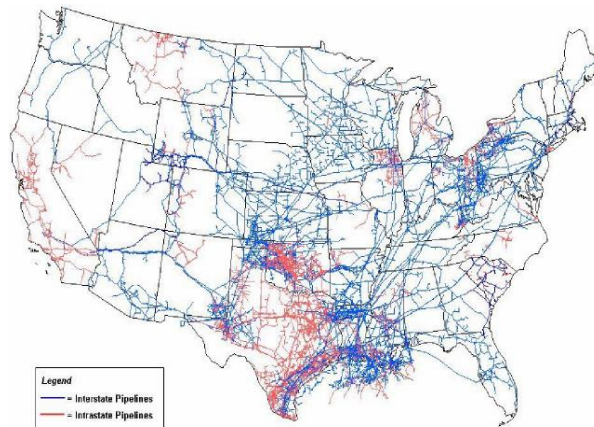 Legend
= Interstate Pipelines
= Intrastate Pipelines